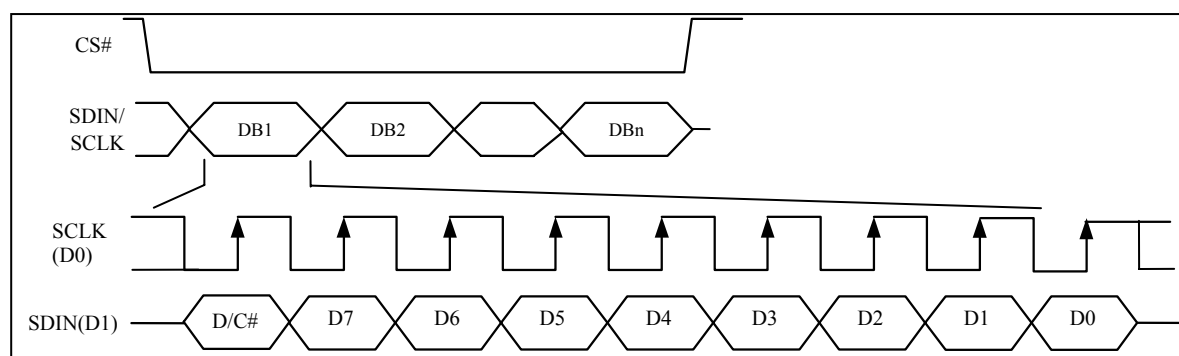 CS#
SDIN/
SCLK
DB1 DB2 DBn
SCLK
(D0)
SDIN(D1) D/C# D7 D6 D5 D4 D3 D2 D1 D0